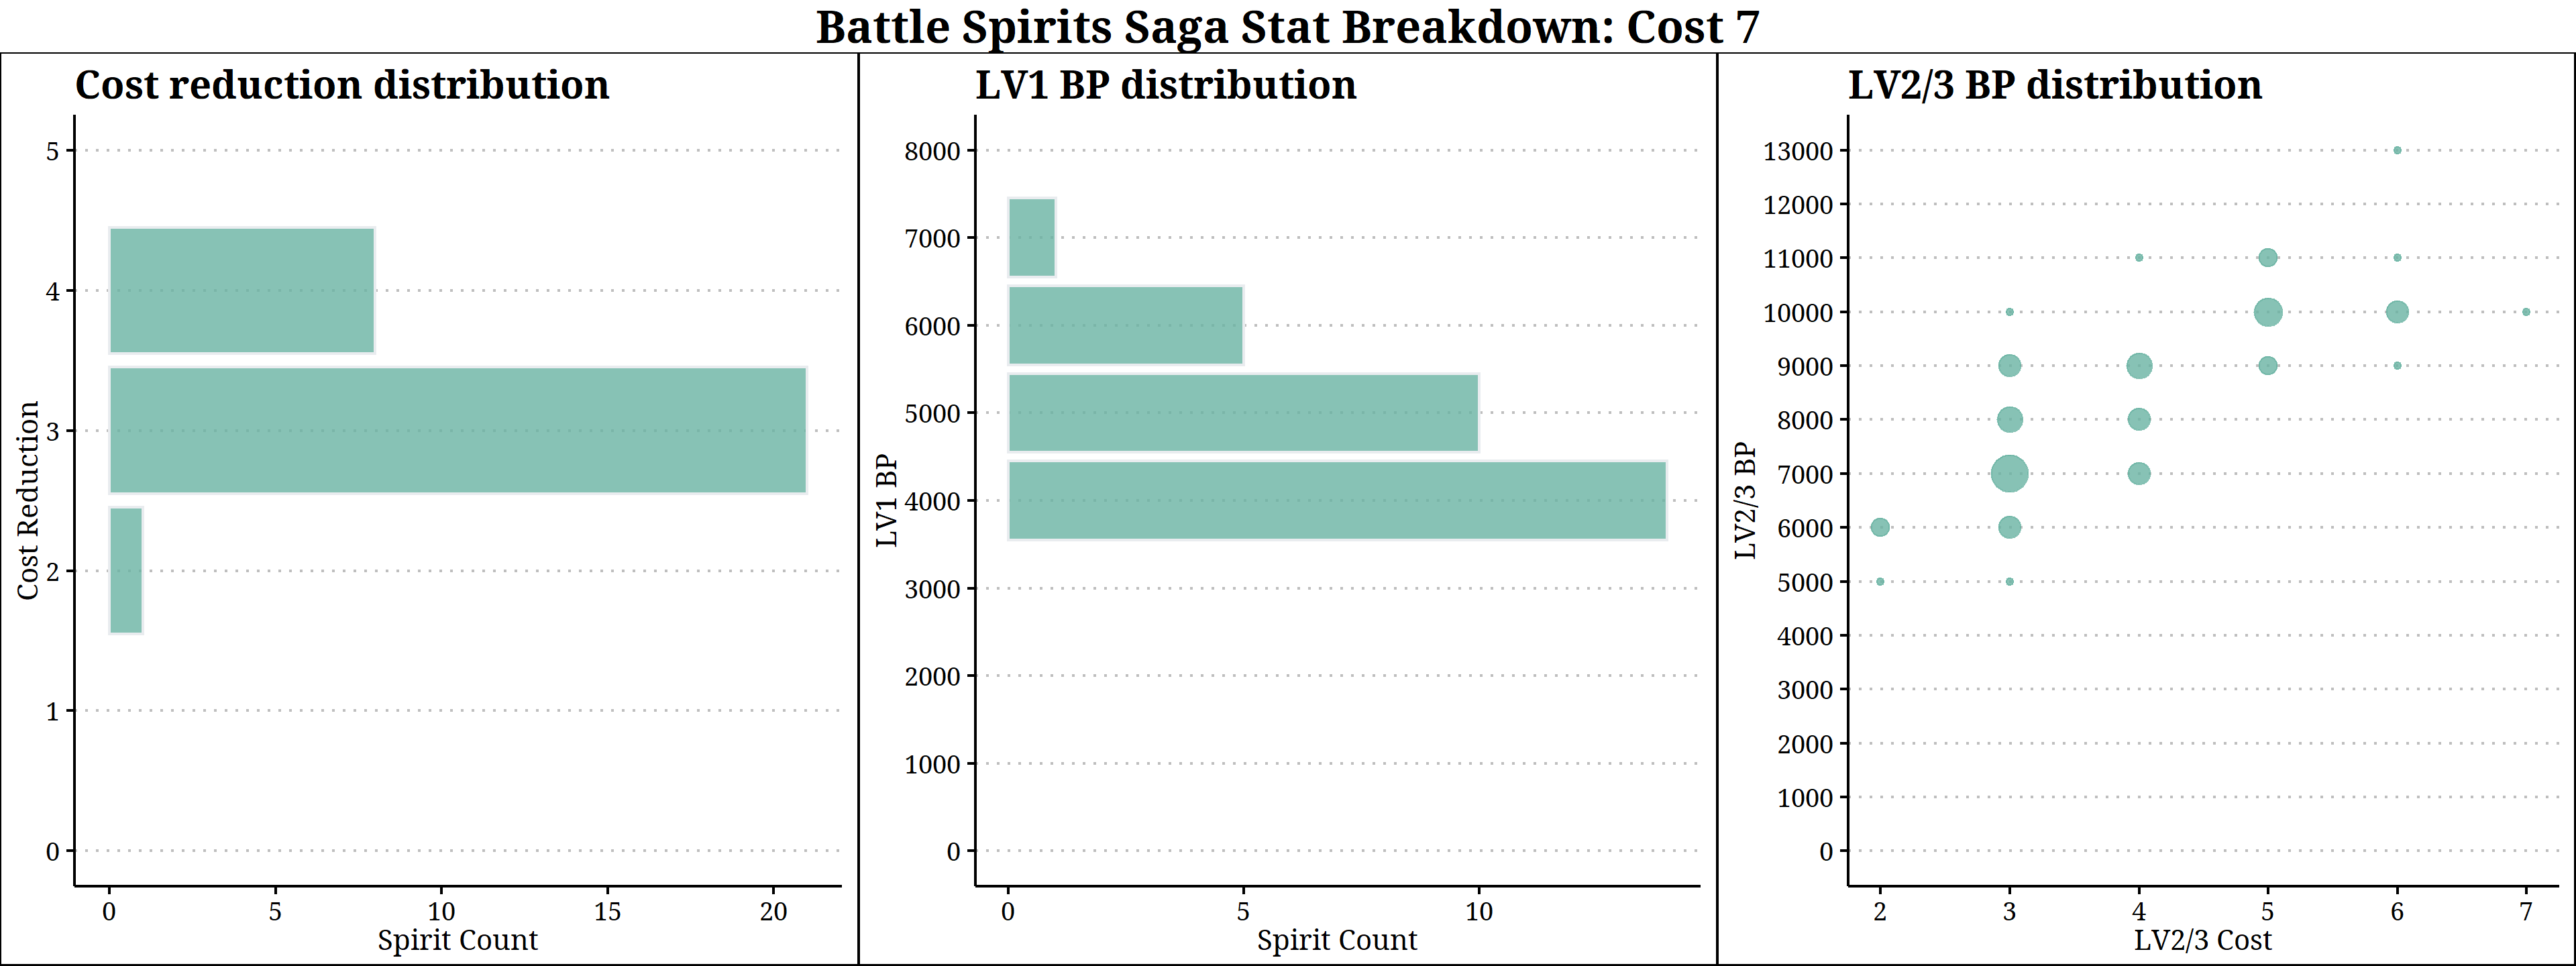 Battle Spirits Saga Stat Breakdown: Cost 7
Cost reduction distribution
5
4
3
2
1
0
Cost Reduction
0 5 10 15 20
Spirit Count
LV1 BP distribution
8000
7000
6000
5000
4000
3000
2000
1000
0
LV1 BP
0 5 10
Spirit Count
LV2/3 BP distribution
13000
12000
11000
10000
9000
8000
7000
6000
5000
4000
3000
2000
1000
0
LV2/3 BP
2 3 4 5 6 7
LV2/3 Cost